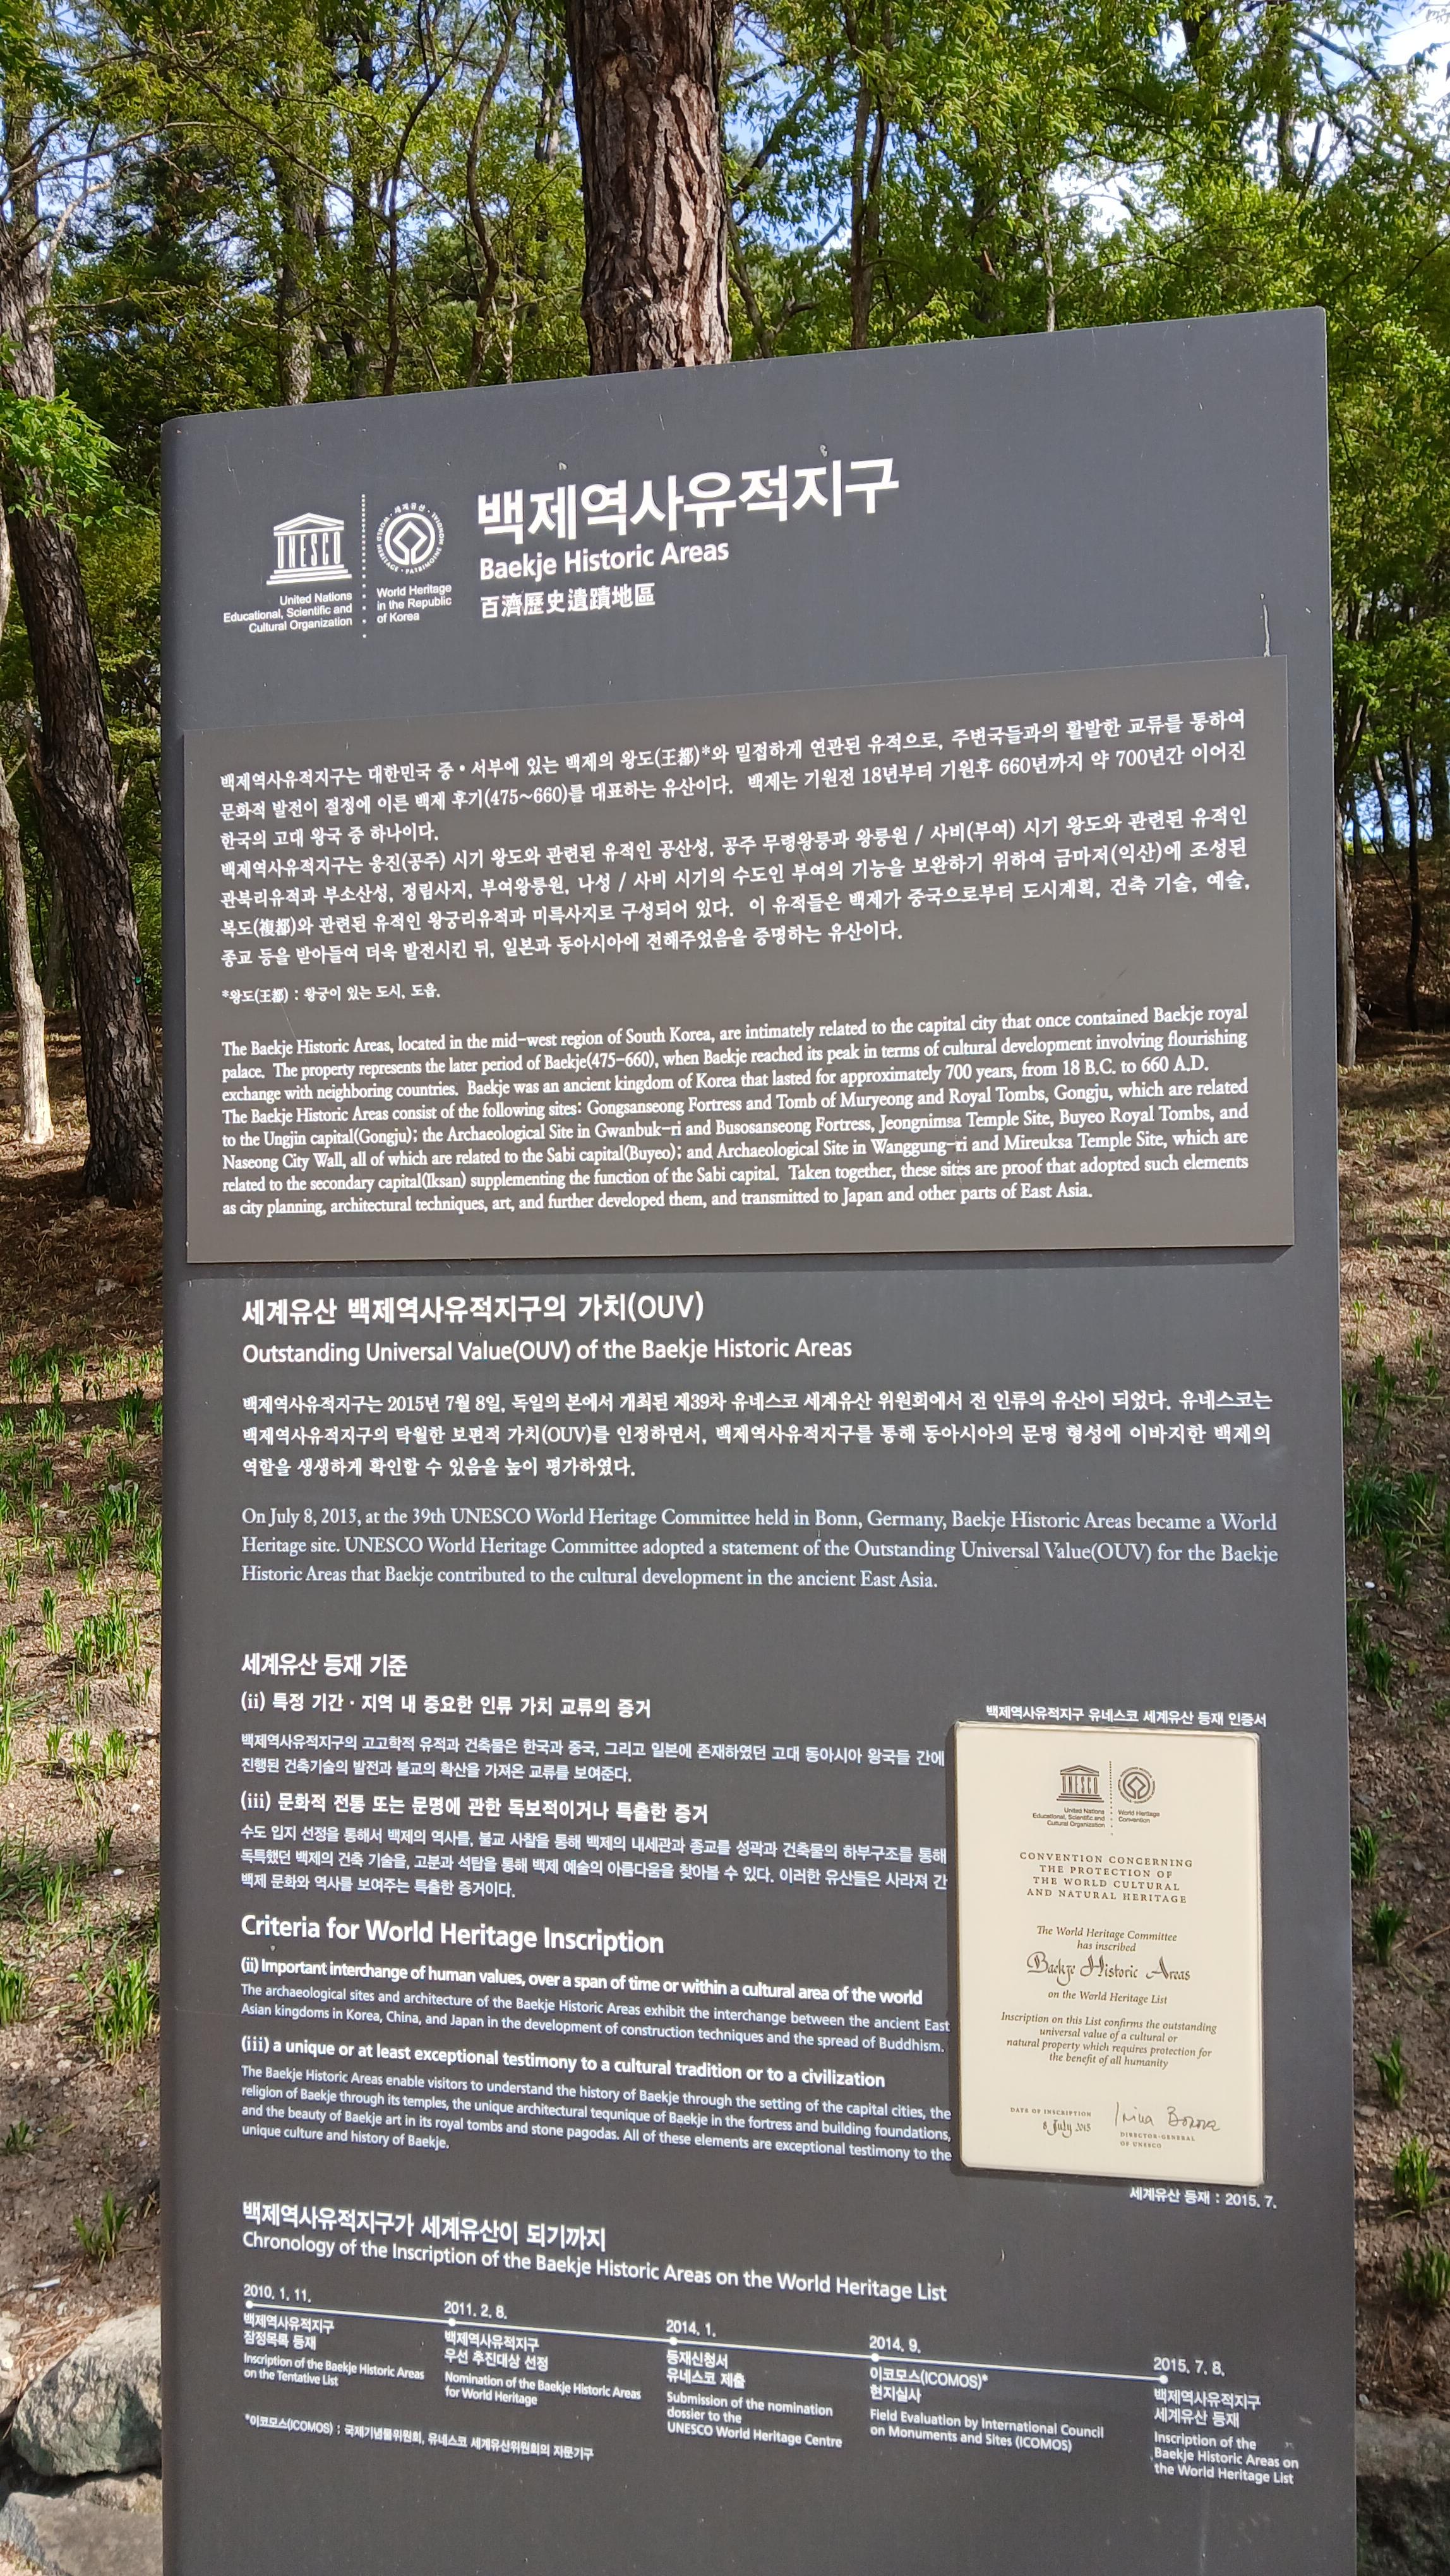 백제역사유적지구
Baekje Historic Areas
百濟歷史遺蹟地區
UNESCO
United Nations
Educational, Scientific and
Cultural Organization
세계유산 · WORLD HERITAGE · PATRIMOINE MONDIAL
World Heritage
in the Republic
of Korea
백제역사유적지구는 대한민국 중·서부에 있는 백제의 왕도(王都)*와 밀접하게 연관된 유적으로, 주변국들과의 활발한 교류를 통하여
문화적 발전이 절정에 이른 백제 후기(475~660)를 대표하는 유산이다. 백제는 기원전 18년부터 기원후 660년까지 약 700년간 이어진
한국의 고대 왕국 중 하나이다.
백제역사유적지구는 웅진(공주) 시기 왕도와 관련된 유적인 공산성, 공주 무령왕릉과 왕릉원 / 사비(부여) 시기 왕도와 관련된 유적인
관북리유적과 부소산성, 정림사지, 부여왕릉원, 나성 / 사비 시기의 수도인 부여의 기능을 보완하기 위하여 금마저(익산)에 조성된
복도(複都)와 관련된 유적인 왕궁리유적과 미륵사지로 구성되어 있다. 이 유적들은 백제가 중국으로부터 도시계획, 건축 기술, 예술,
종교 등을 받아들여 더욱 발전시킨 뒤, 일본과 동아시아에 전해주었음을 증명하는 유산이다.
*왕도(王都) : 왕궁이 있는 도시, 도읍.
The Baekje Historic Areas, located in the mid-west region of South Korea, are intimately related to the capital city that once contained Baekje royal
palace. The property represents the later period of Baekje(475-660), when Baekje reached its peak in terms of cultural development involving flourishing
exchange with neighboring countries. Baekje was an ancient kingdom of Korea that lasted for approximately 700 years, from 18 B.C. to 660 A.D.
The Baekje Historic Areas consist of the following sites: Gongsanseong Fortress and Tomb of Muryeong and Royal Tombs, Gongju, which are related
to the Ungjin capital(Gongju); the Archaeological Site in Gwanbuk-ri and Busosanseong Fortress, Jeongnimsa Temple Site, Buyeo Royal Tombs, and
Naseong City Wall, all of which are related to the Sabi capital(Buyeo); and Archaeological Site in Wanggung-ri and Mireuksa Temple Site, which are
related to the secondary capital(Iksan) supplementing the function of the Sabi capital. Taken together, these sites are proof that adopted such elements
as city planning, architectural techniques, art, and further developed them, and transmitted to Japan and other parts of East Asia.
세계유산 백제역사유적지구의 가치(OUV)
Outstanding Universal Value(OUV) of the Baekje Historic Areas
백제역사유적지구는 2015년 7월 8일, 독일의 본에서 개최된 제39차 유네스코 세계유산 위원회에서 전 인류의 유산이 되었다. 유네스코는
백제역사유적지구의 탁월한 보편적 가치(OUV)를 인정하면서, 백제역사유적지구를 통해 동아시아의 문명 형성에 이바지한 백제의
역할을 생생하게 확인할 수 있음을 높이 평가하였다.
On July 8, 2015, at the 39th UNESCO World Heritage Committee held in Bonn, Germany, Baekje Historic Areas became a World
Heritage site. UNESCO World Heritage Committee adopted a statement of the Outstanding Universal Value(OUV) for the Baekje
Historic Areas that Baekje contributed to the cultural development in the ancient East Asia.
세계유산 등재 기준
(ii) 특정 기간·지역 내 중요한 인류 가치 교류의 증거
백제역사유적지구의 고고학적 유적과 건축물은 한국과 중국, 그리고 일본에 존재하였던 고대 동아시아 왕국들 간에
진행된 건축기술의 발전과 불교의 확산을 가져온 교류를 보여준다.
(iii) 문화적 전통 또는 문명에 관한 독보적이거나 특출한 증거
수도 입지 선정을 통해서 백제의 역사를, 불교 사찰을 통해 백제의 내세관과 종교를 성곽과 건축물의 하부구조를 통해
독특했던 백제의 건축 기술을, 고분과 석탑을 통해 백제 예술의 아름다움을 찾아볼 수 있다. 이러한 유산들은 사라져 간
백제 문화와 역사를 보여주는 특출한 증거이다.
Criteria for World Heritage Inscription
(ii) Important interchange of human values, over a span of time or within a cultural area of the world
The archaeological sites and architecture of the Baekje Historic Areas exhibit the interchange between the ancient East
Asian kingdoms in Korea, China, and Japan in the development of construction techniques and the spread of Buddhism.
(iii) a unique or at least exceptional testimony to a cultural tradition or to a civilization
The Baekje Historic Areas enable visitors to understand the history of Baekje through the setting of the capital cities, the
religion of Baekje through its temples, the unique architectural tequnique of Baekje in the fortress and building foundations,
and the beauty of Baekje art in its royal tombs and stone pagodas. All of these elements are exceptional testimony to the
unique culture and history of Baekje.
백제역사유적지구 유네스코 세계유산 등재 인증서
UNESCO
United Nations
Educational, Scientific and
Cultural Organization
World Heritage
Convention
CONVENTION CONCERNING
THE PROTECTION OF
THE WORLD CULTURAL
AND NATURAL HERITAGE
The World Heritage Committee
has inscribed
Baekje Historic Areas
on the World Heritage List
Inscription on this List confirms the outstanding
universal value of a cultural or
natural property which requires protection for
the benefit of all humanity
DATE OF INSCRIPTION
8 July 2015
Irina Bokova
DIRECTOR-GENERAL
OF UNESCO
세계유산 등재 : 2015. 7.
백제역사유적지구가 세계유산이 되기까지
Chronology of the Inscription of the Baekje Historic Areas on the World Heritage List
2010. 1. 11.
백제역사유적지구
잠정목록 등재
Inscription of the Baekje Historic Areas
on the Tentative List
2011. 2. 8.
백제역사유적지구
우선 추진대상 선정
Nomination of the Baekje Historic Areas
for World Heritage
2014. 1.
등재신청서
유네스코 제출
Submission of the nomination
dossier to the
UNESCO World Heritage Centre
2014. 9.
이코모스(ICOMOS)*
현지실사
Field Evaluation by International Council
on Monuments and Sites (ICOMOS)
2015. 7. 8.
백제역사유적지구
세계유산 등재
Inscription of the
Baekje Historic Areas on
the World Heritage List
*이코모스(ICOMOS) : 국제기념물위원회, 유네스코 세계유산위원회의 자문기구